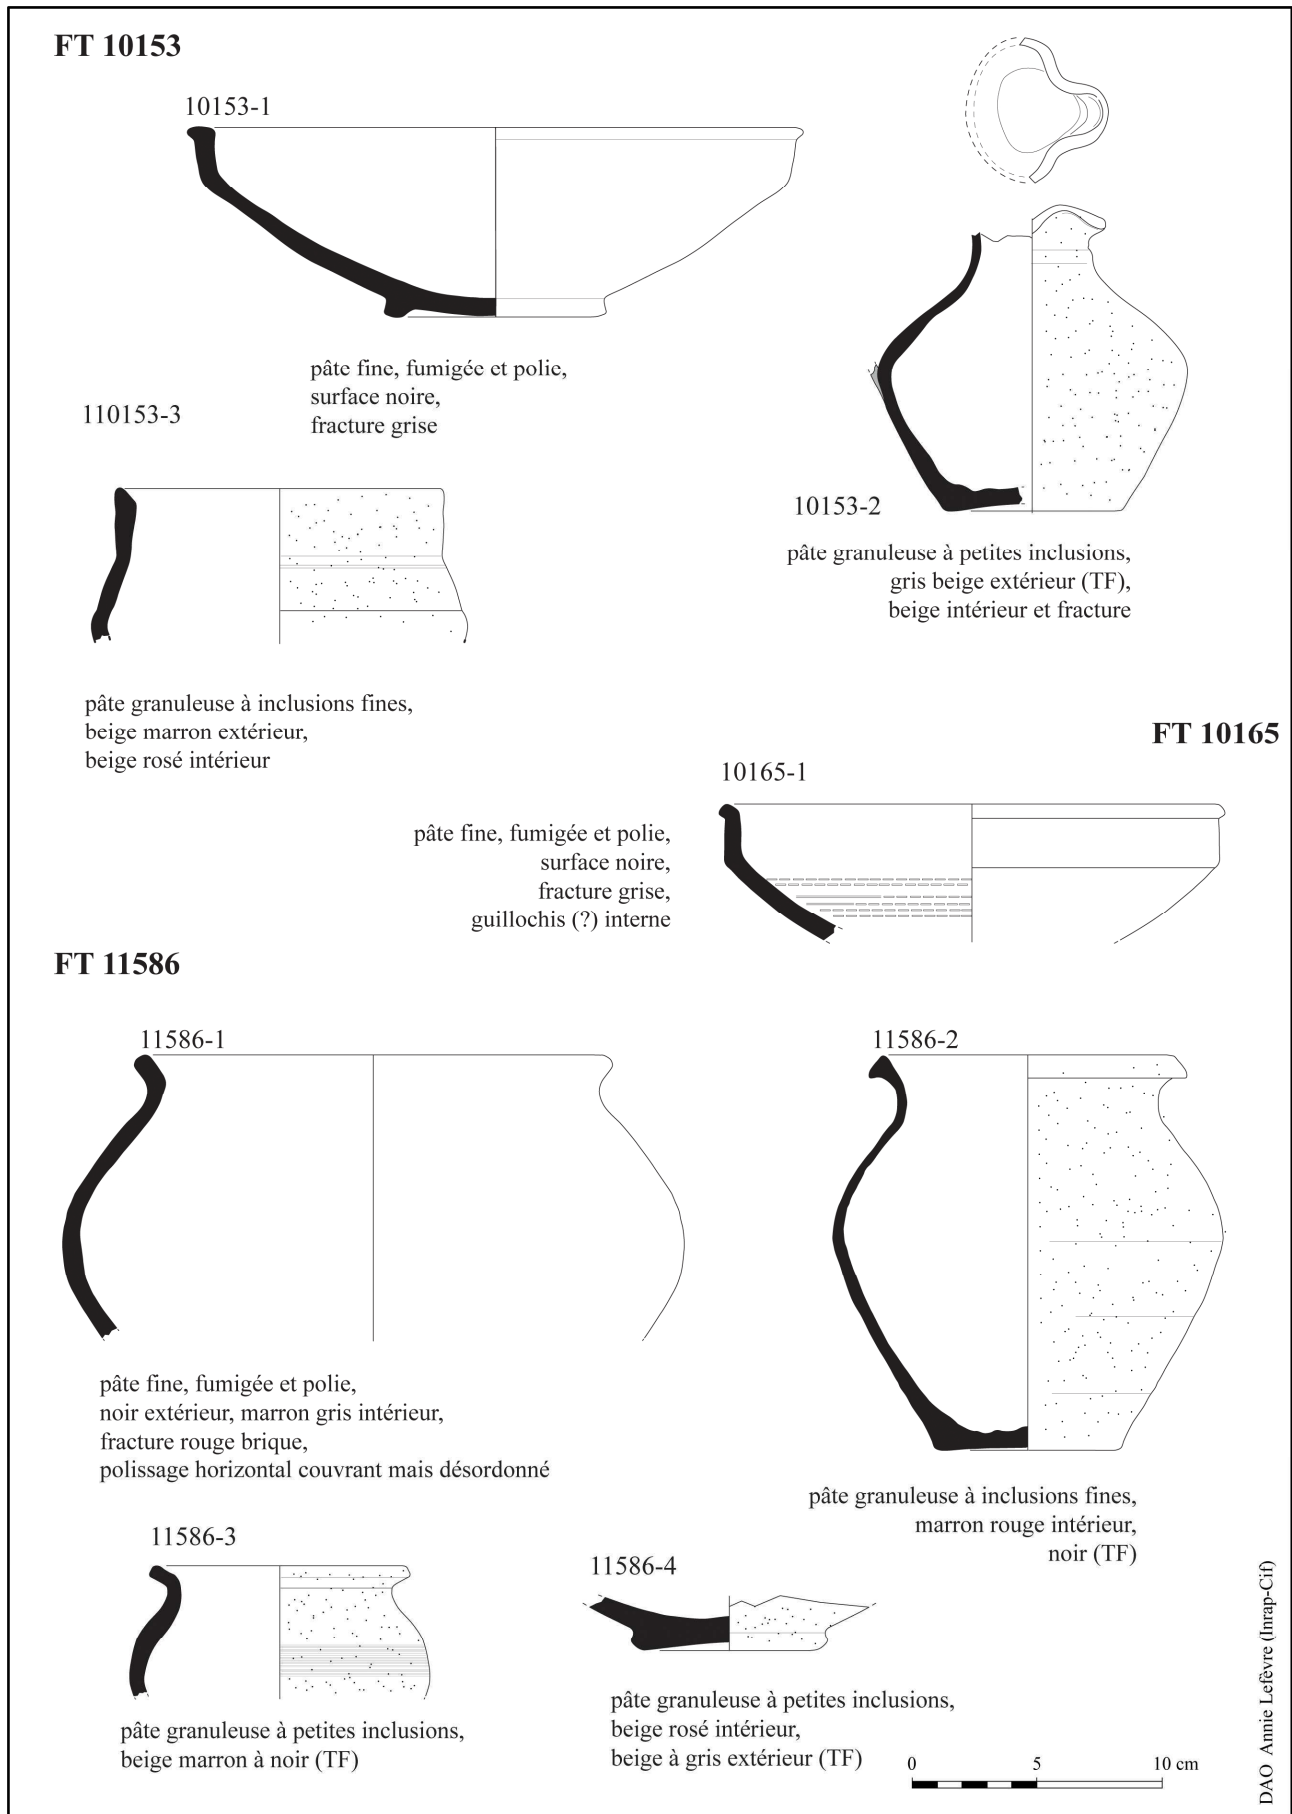 FT 10153
10153-1
pâte fine, fumigée et polie,
surface noire,
fracture grise
110153-3
10153-2
pâte granuleuse à petites inclusions,
gris beige extérieur (TF),
beige intérieur et fracture
pâte granuleuse à inclusions fines,
beige marron extérieur,
beige rosé intérieur
FT 10165
10165-1
pâte fine, fumigée et polie,
surface noire,
fracture grise,
guillochis (?) interne
FT 11586
11586-1
11586-2
pâte fine, fumigée et polie,
noir extérieur, marron gris intérieur,
fracture rouge brique,
polissage horizontal couvrant mais désordonné
pâte granuleuse à inclusions fines,
marron rouge intérieur,
noir (TF)
11586-3
11586-4
pâte granuleuse à petites inclusions,
beige marron à noir (TF)
pâte granuleuse à petites inclusions,
beige rosé intérieur,
beige à gris extérieur (TF)
0 5 10 cm
DAO Annie Lefèvre (Inrap-Cif)